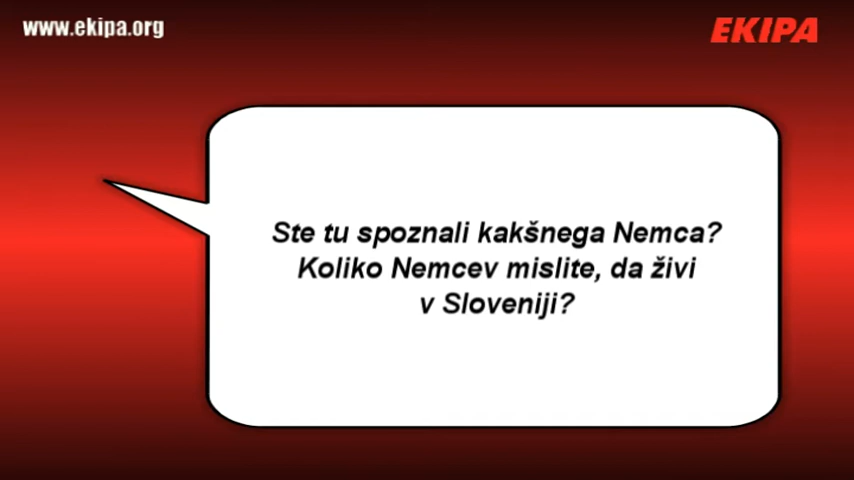 www.ekipa.org
EKIPA
Ste tu spoznali kakšnega Nemca?
Koliko Nemcev mislite, da živi
v Sloveniji?